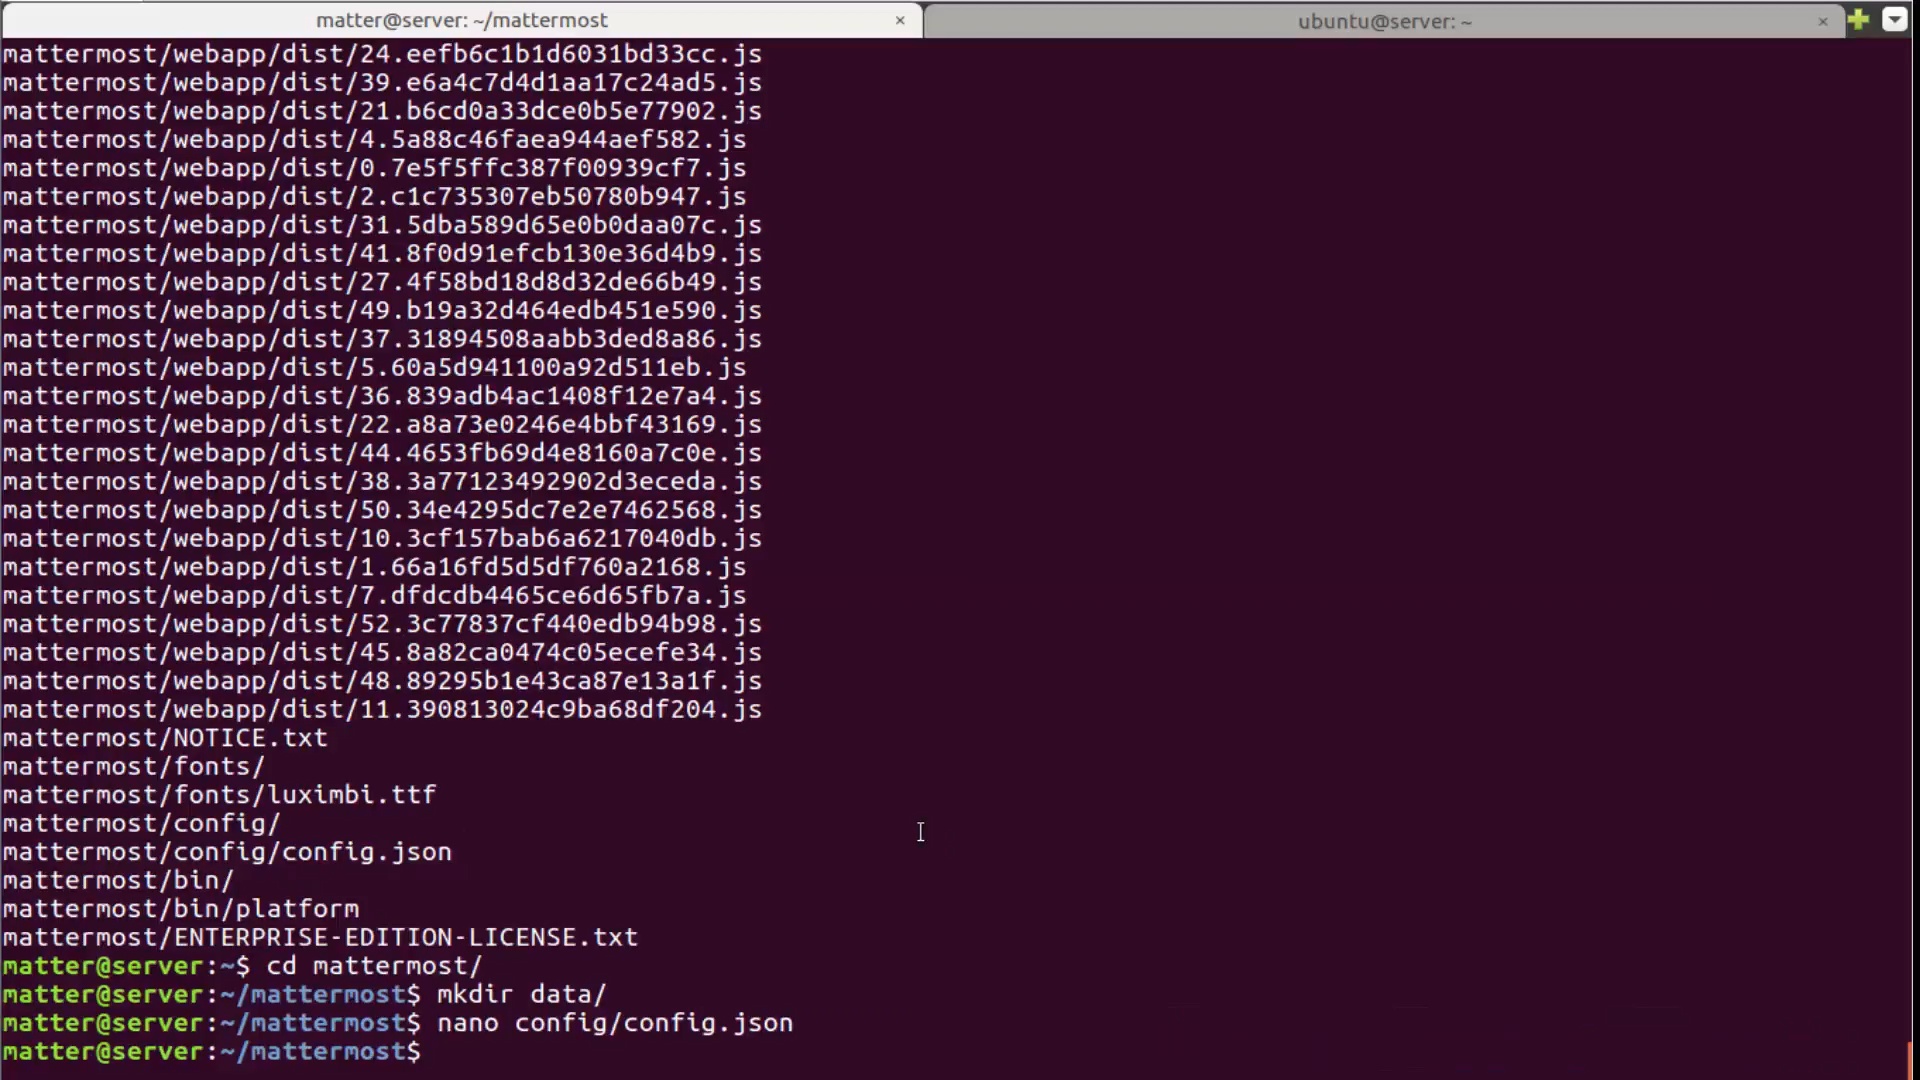 matter@server: ~/mattermost × ubuntu@server: ~ ×
mattermost/webapp/dist/24.eefb6c1b1d6031bd33cc.js
mattermost/webapp/dist/39.e6a4c7d4d1aa17c24ad5.js
mattermost/webapp/dist/21.b6cd0a33dce0b5e77902.js
mattermost/webapp/dist/4.5a88c46faea944aef582.js
mattermost/webapp/dist/0.7e5f5ffc387f00939cf7.js
mattermost/webapp/dist/2.c1c735307eb50780b947.js
mattermost/webapp/dist/31.5dba589d65e0b0daa07c.js
mattermost/webapp/dist/41.8f0d91efcb130e36d4b9.js
mattermost/webapp/dist/27.4f58bd18d8d32de66b49.js
mattermost/webapp/dist/49.b19a32d464edb451e590.js
mattermost/webapp/dist/37.31894508aabb3ded8a86.js
mattermost/webapp/dist/5.60a5d941100a92d511eb.js
mattermost/webapp/dist/36.839adb4ac1408f12e7a4.js
mattermost/webapp/dist/22.a8a73e0246e4bbf43169.js
mattermost/webapp/dist/44.4653fb69d4e8160a7c0e.js
mattermost/webapp/dist/38.3a77123492902d3eceda.js
mattermost/webapp/dist/50.34e4295dc7e2e7462568.js
mattermost/webapp/dist/10.3cf157bab6a6217040db.js
mattermost/webapp/dist/1.66a16fd5d5df760a2168.js
mattermost/webapp/dist/7.dfdcdb4465ce6d65fb7a.js
mattermost/webapp/dist/52.3c77837cf440edb94b98.js
mattermost/webapp/dist/45.8a82ca0474c05ecefe34.js
mattermost/webapp/dist/48.89295b1e43ca87e13a1f.js
mattermost/webapp/dist/11.390813024c9ba68df204.js
mattermost/NOTICE.txt
mattermost/fonts/
mattermost/fonts/luximbi.ttf
mattermost/config/
mattermost/config/config.json
mattermost/bin/
mattermost/bin/platform
mattermost/ENTERPRISE-EDITION-LICENSE.txt
matter@server:~$ cd mattermost/
matter@server:~/mattermost$ mkdir data/
matter@server:~/mattermost$ nano config/config.json
matter@server:~/mattermost$